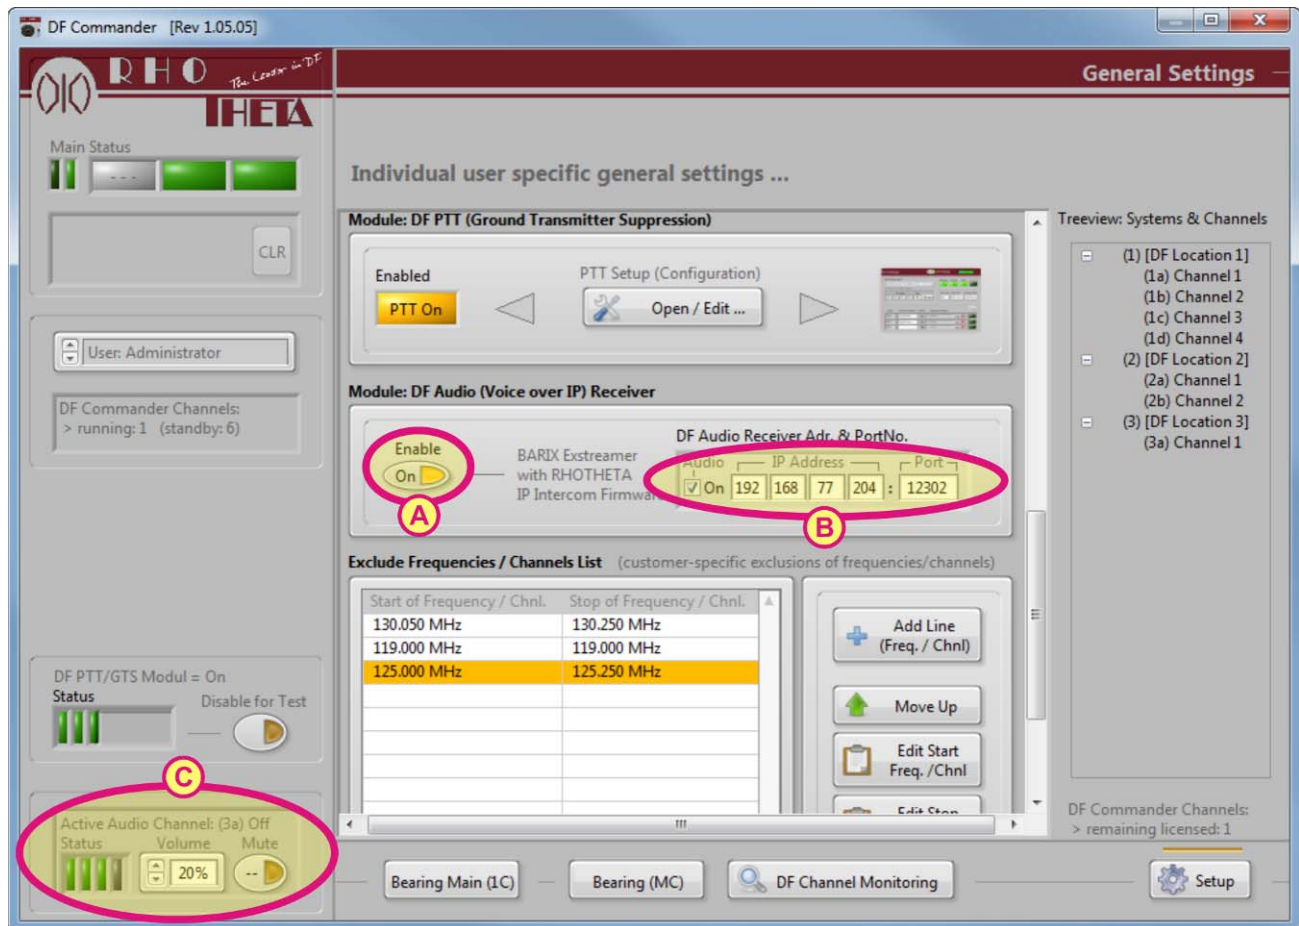 DF Commander [Rev 1.05.05]
RHO
The Leader in DF
THETA
General Settings
Main Status
---
CLR
User: Administrator
DF Commander Channels:
> running: 1 (standby: 6)
DF PTT/GTS Modul = On
Status
Disable for Test
C
Active Audio Channel: (3a) Off
Status Volume Mute
20% --
Individual user specific general settings ...
Module: DF PTT (Ground Transmitter Suppression)
Enabled
PTT Setup (Configuration)
PTT On
Open / Edit ...
Module: DF Audio (Voice over IP) Receiver
Enable
On
A
BARIX Exstreamer
with RHOTHETA
IP Intercom Firmware
DF Audio Receiver Adr. & PortNo.
Audio IP Address Port
On 192 168 77 204 : 12302
B
Exclude Frequencies / Channels List (customer-specific exclusions of frequencies/channels)
Start of Frequency / Chnl. Stop of Frequency / Chnl.
130.050 MHz 130.250 MHz
119.000 MHz 119.000 MHz
125.000 MHz 125.250 MHz
Add Line
(Freq. / Chnl)
Move Up
Edit Start
Freq. /Chnl
Edit Stop
Treeview: Systems & Channels
(1) [DF Location 1]
(1a) Channel 1
(1b) Channel 2
(1c) Channel 3
(1d) Channel 4
(2) [DF Location 2]
(2a) Channel 1
(2b) Channel 2
(3) [DF Location 3]
(3a) Channel 1
DF Commander Channels:
> remaining licensed: 1
Bearing Main (1C)
Bearing (MC)
DF Channel Monitoring
Setup